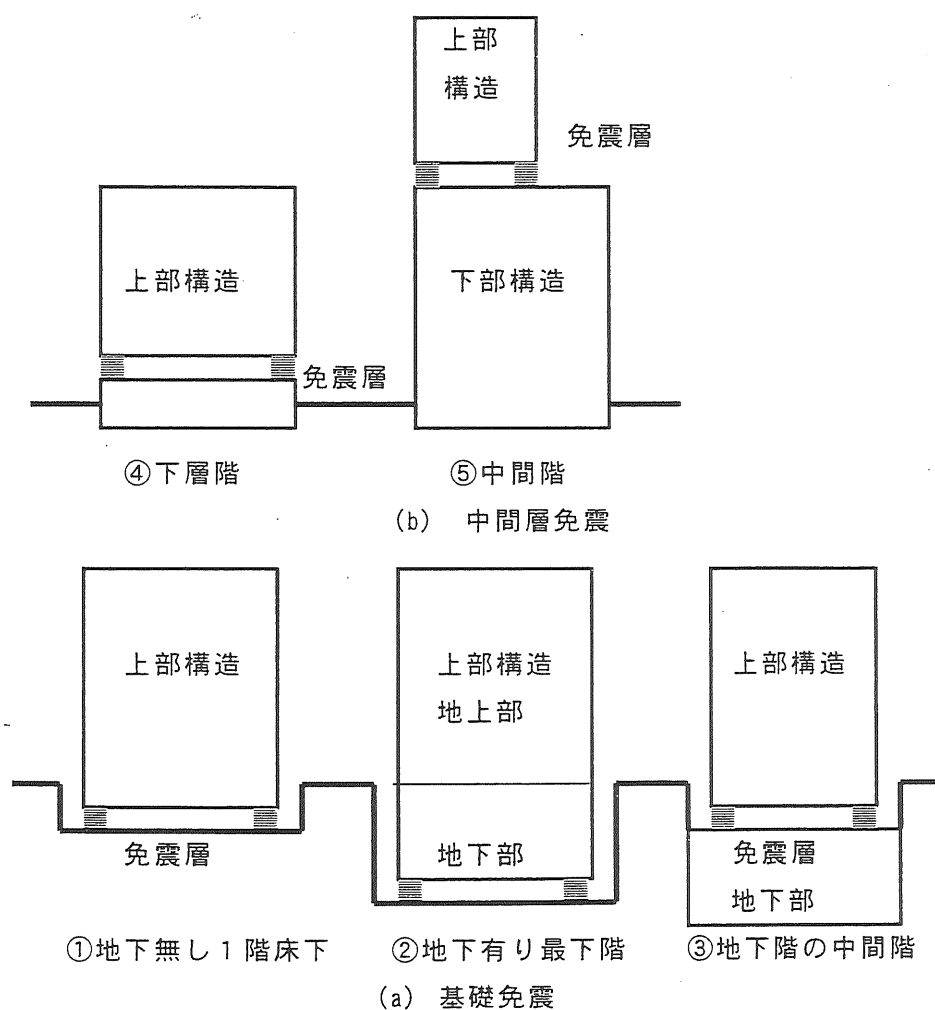 上部
構造
免震層
上部構造
下部構造
免震層
④下層階
⑤中間階
(b) 中間層免震
上部構造
上部構造
地上部
上部構造
地下部
免震層
免震層
地下部
①地下無し1階床下
②地下有り最下階
③地下階の中間階
(a) 基礎免震